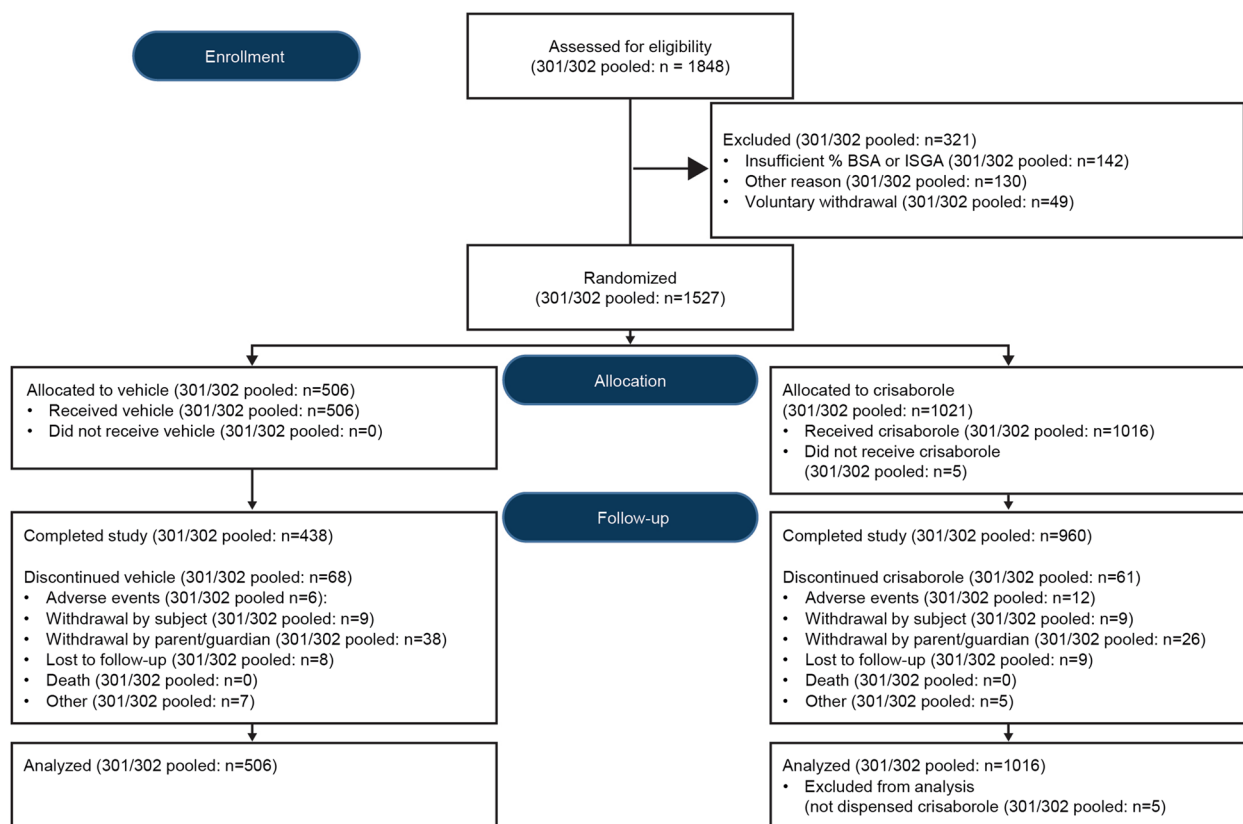 Enrollment
Assessed for eligibility
(301/302 pooled: n = 1848)
Excluded (301/302 pooled: n=321)
• Insufficient % BSA or ISGA (301/302 pooled: n=142)
• Other reason (301/302 pooled: n=130)
• Voluntary withdrawal (301/302 pooled: n=49)
Randomized
(301/302 pooled: n=1527)
Allocation
Allocated to vehicle (301/302 pooled: n=506)
• Received vehicle (301/302 pooled: n=506)
• Did not receive vehicle (301/302 pooled: n=0)
Allocated to crisaborole
(301/302 pooled: n=1021)
• Received crisaborole (301/302 pooled: n=1016)
• Did not receive crisaborole
(301/302 pooled: n=5)
Follow-up
Completed study (301/302 pooled: n=438)
Discontinued vehicle (301/302 pooled: n=68)
• Adverse events (301/302 pooled n=6):
• Withdrawal by subject (301/302 pooled: n=9)
• Withdrawal by parent/guardian (301/302 pooled: n=38)
• Lost to follow-up (301/302 pooled: n=8)
• Death (301/302 pooled: n=0)
• Other (301/302 pooled: n=7)
Completed study (301/302 pooled: n=960)
Discontinued crisaborole (301/302 pooled: n=61)
• Adverse events (301/302 pooled: n=12)
• Withdrawal by subject (301/302 pooled: n=9)
• Withdrawal by parent/guardian (301/302 pooled: n=26)
• Lost to follow-up (301/302 pooled: n=9)
• Death (301/302 pooled: n=0)
• Other (301/302 pooled: n=5)
Analyzed (301/302 pooled: n=506)
Analyzed (301/302 pooled: n=1016)
• Excluded from analysis
(not dispensed crisaborole (301/302 pooled: n=5)